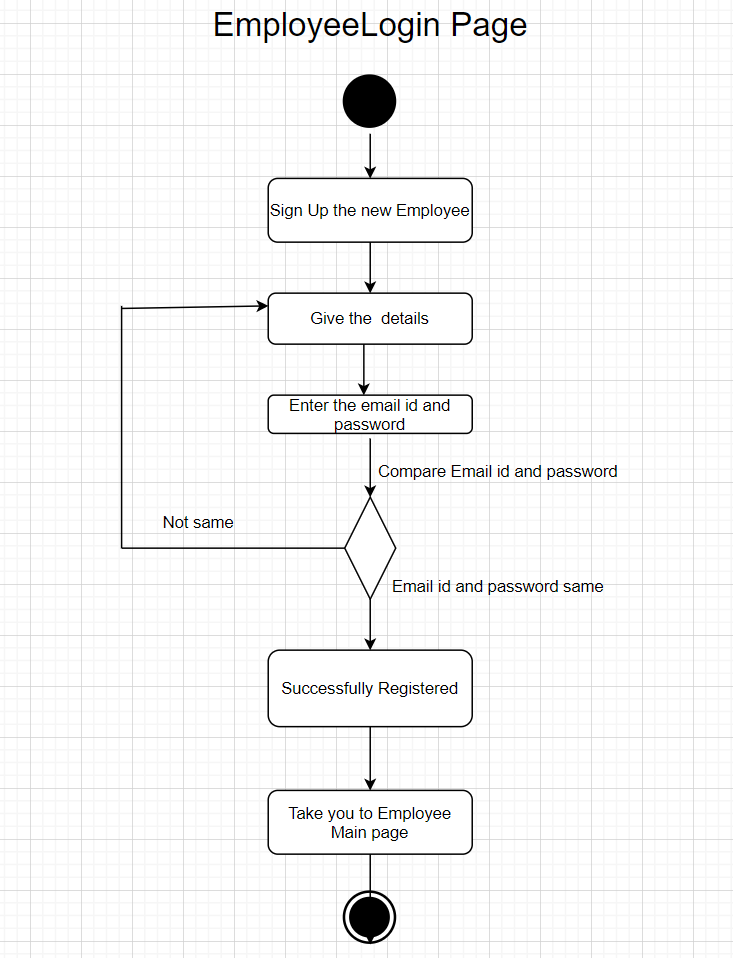 EmployeeLogin Page
Sign Up the new Employee
Give the  details
Enter the email id and
password
Compare Email id and password
Not same
Email id and password same
Successfully Registered
Take you to Employee
Main page